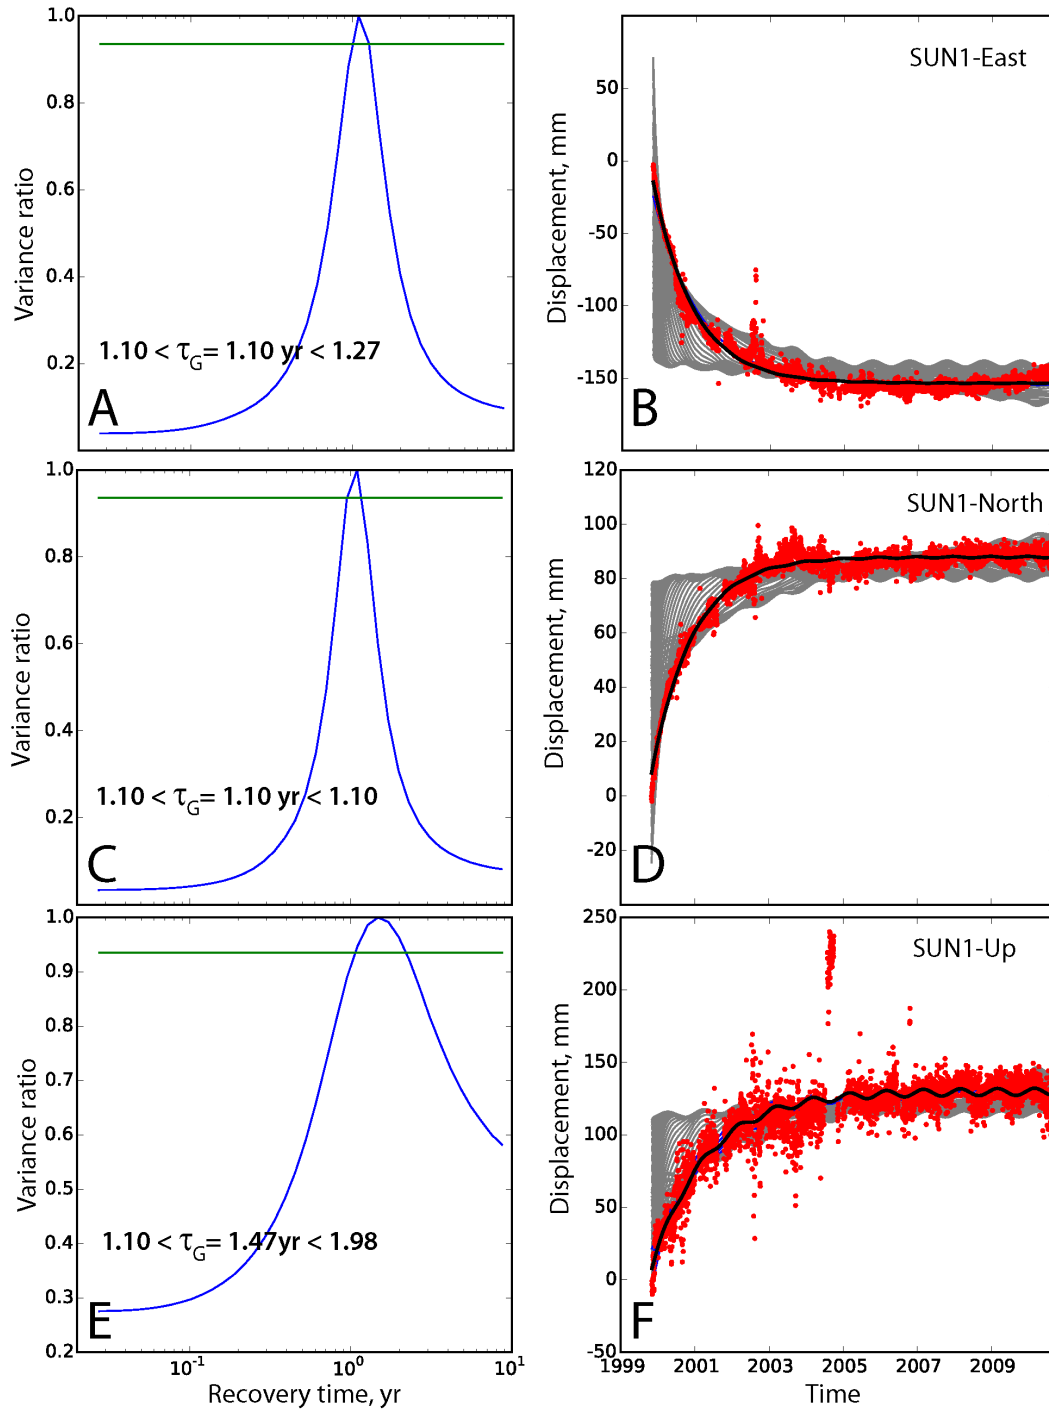 1.0
0.8
0.6
0.4
0.2
Variance ratio
1.10 < τG= 1.10 yr < 1.27
A
50
0
-50
-100
-150
Displacement, mm
SUN1-East
B
1.0
0.8
0.6
0.4
0.2
Variance ratio
1.10 < τG= 1.10 yr < 1.10
C
120
100
80
60
40
20
0
-20
Displacement, mm
SUN1-North
D
1.0
0.9
0.8
0.7
0.6
0.5
0.4
0.3
0.2
Variance ratio
1.10 < τG= 1.47yr < 1.98
E
10-1 100 101
Recovery time, yr
250
200
150
100
50
0
-50
Displacement, mm
SUN1-Up
F
1999 2001 2003 2005 2007 2009
Time